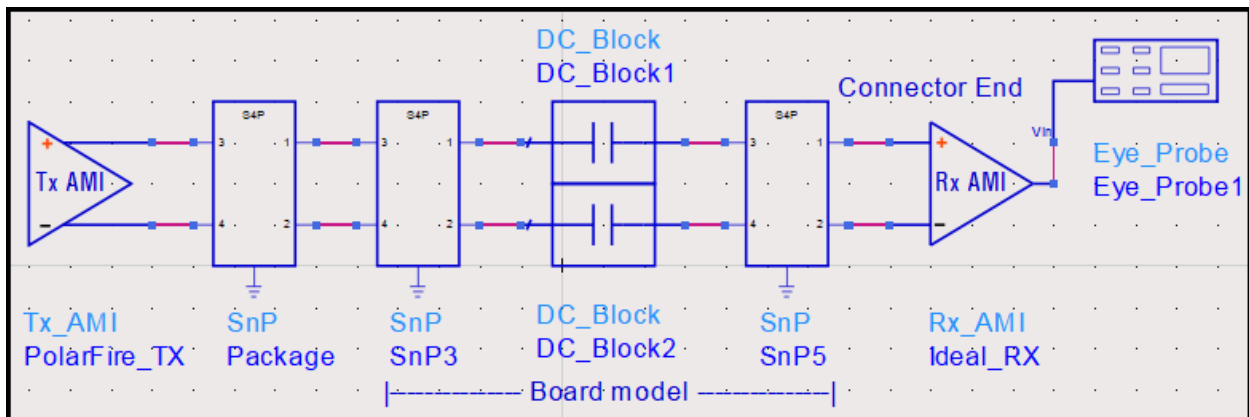 DC_Block
DC_Block1
Connector End
S4P
S4P
S4P
Vin
+
3
1
3
1
3
1
+
Tx AMI
Rx AMI
Eye_Probe
Eye_Probe1
-
4
2
4
2
4
2
-
Tx_AMI
PolarFire_TX
SnP
Package
SnP
SnP3
DC_Block
DC_Block2
SnP
SnP5
Rx_AMI
Ideal_RX
Board model